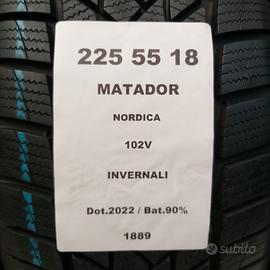 225 55 18
MATADOR
NORDICA
102V
INVERNALI
Dot.2022 / Bat.90%
1889
subito